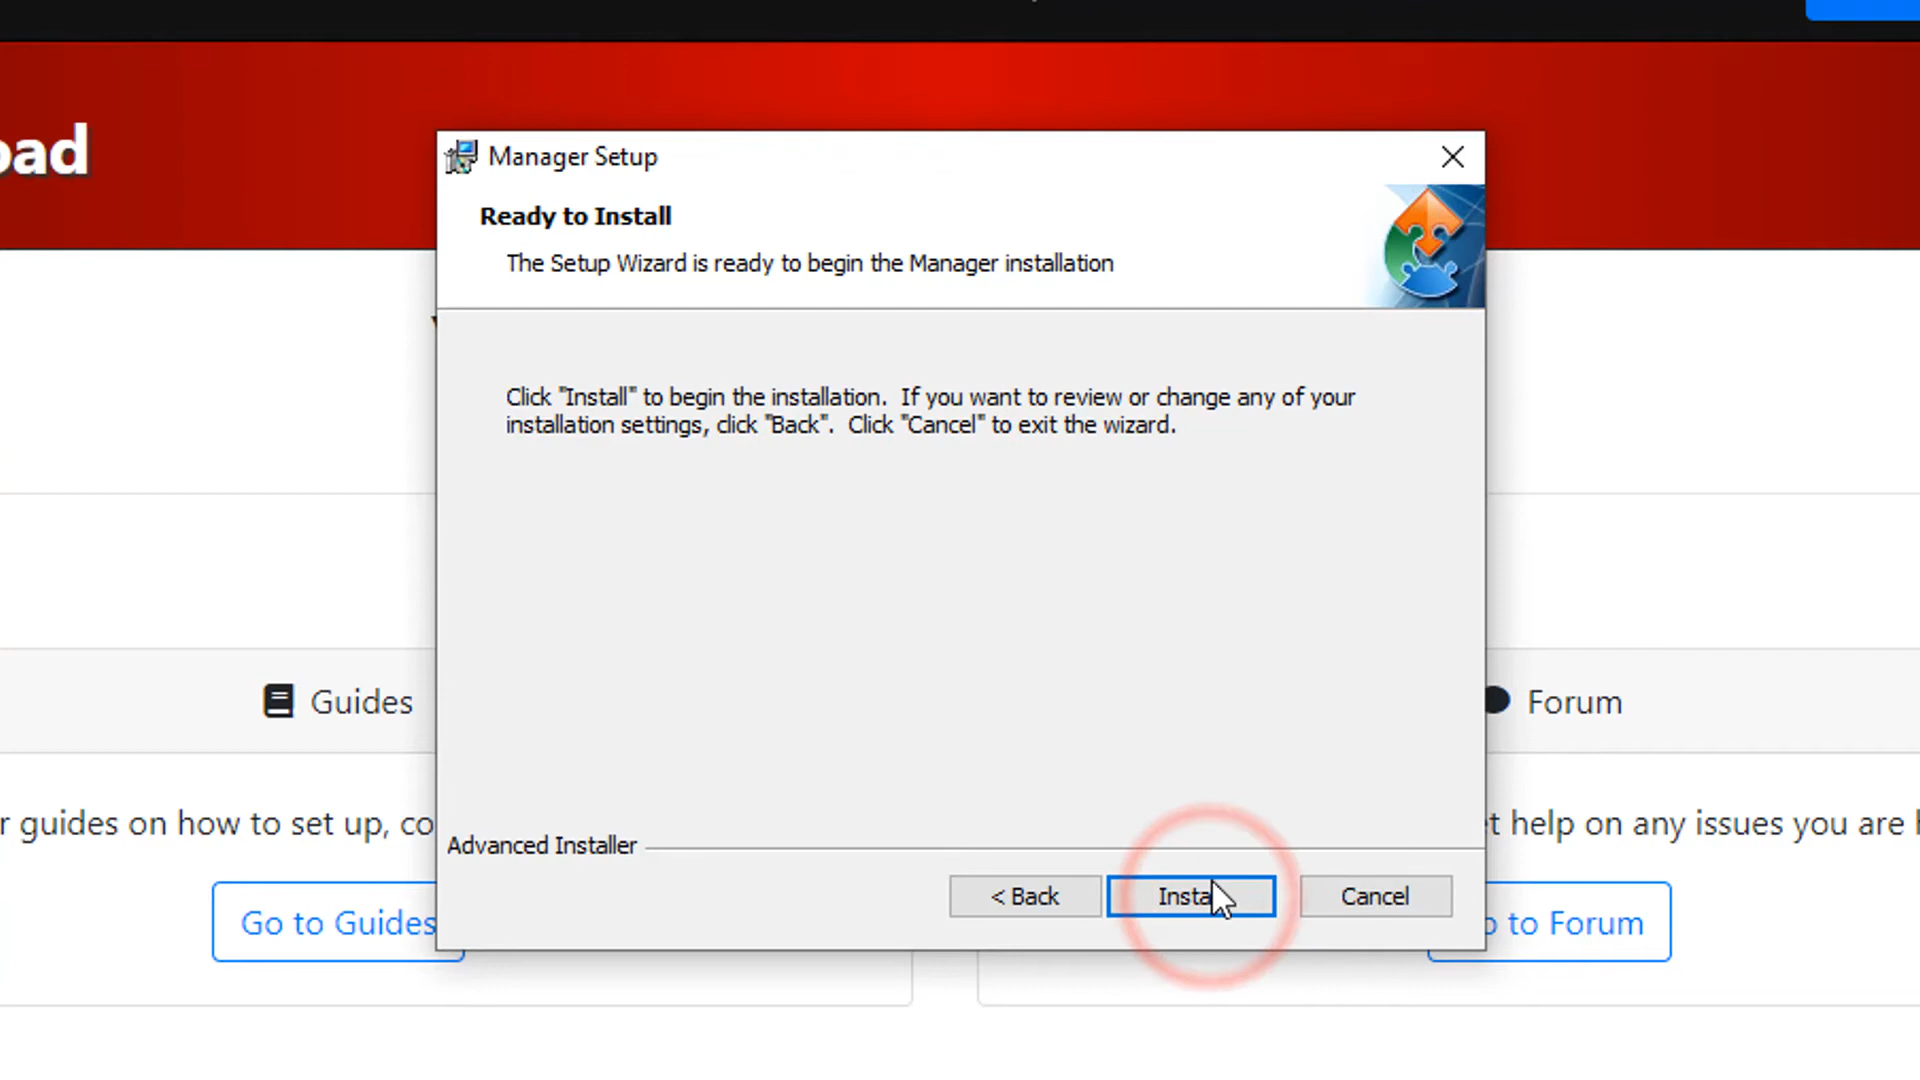 oad
Manager Setup
Ready to Install
The Setup Wizard is ready to begin the Manager installation
Click "Install" to begin the installation. If you want to review or change any of your
installation settings, click "Back". Click "Cancel" to exit the wizard.
Guides
Forum
r guides on how to set up, co
et help on any issues you are
Advanced Installer
< Back
Insta
Cancel
Go to Guides
o to Forum